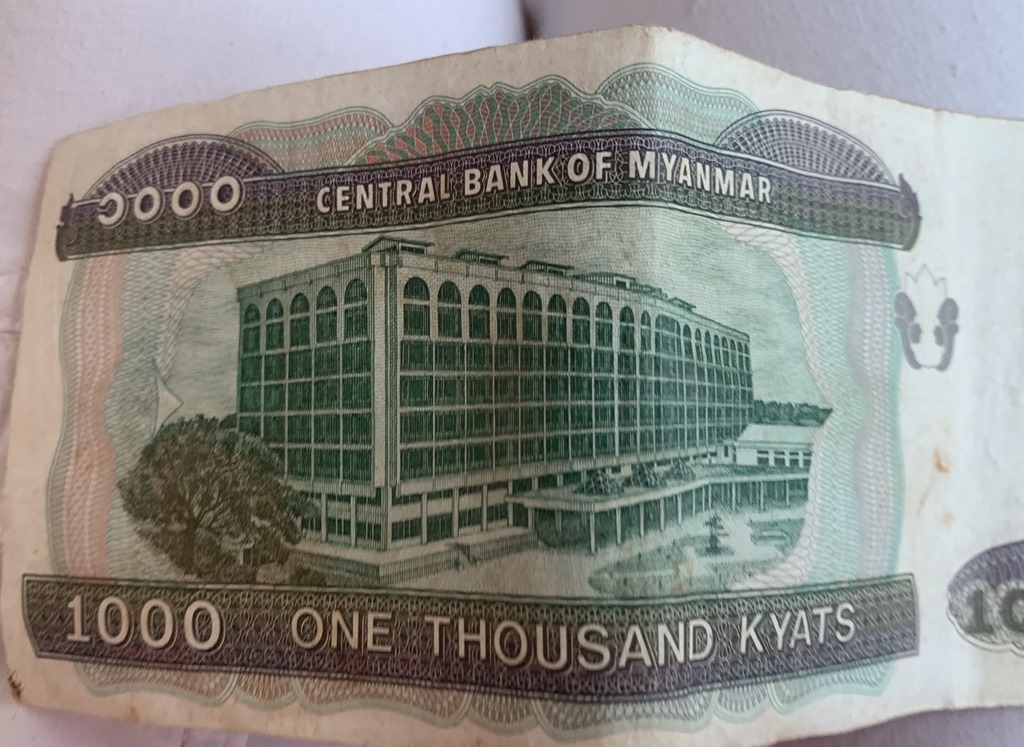 ၁၀၀၀
CENTRAL BANK OF MYANMAR
1000 ONE THOUSAND KYATS